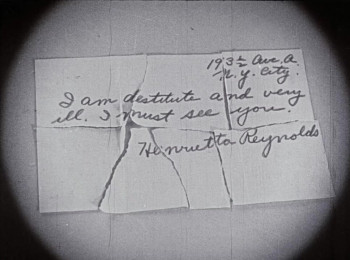 193½ Ave. A.
N.Y. City.
I am destitute and very
ill. I must see you.
Henrietta Reynolds